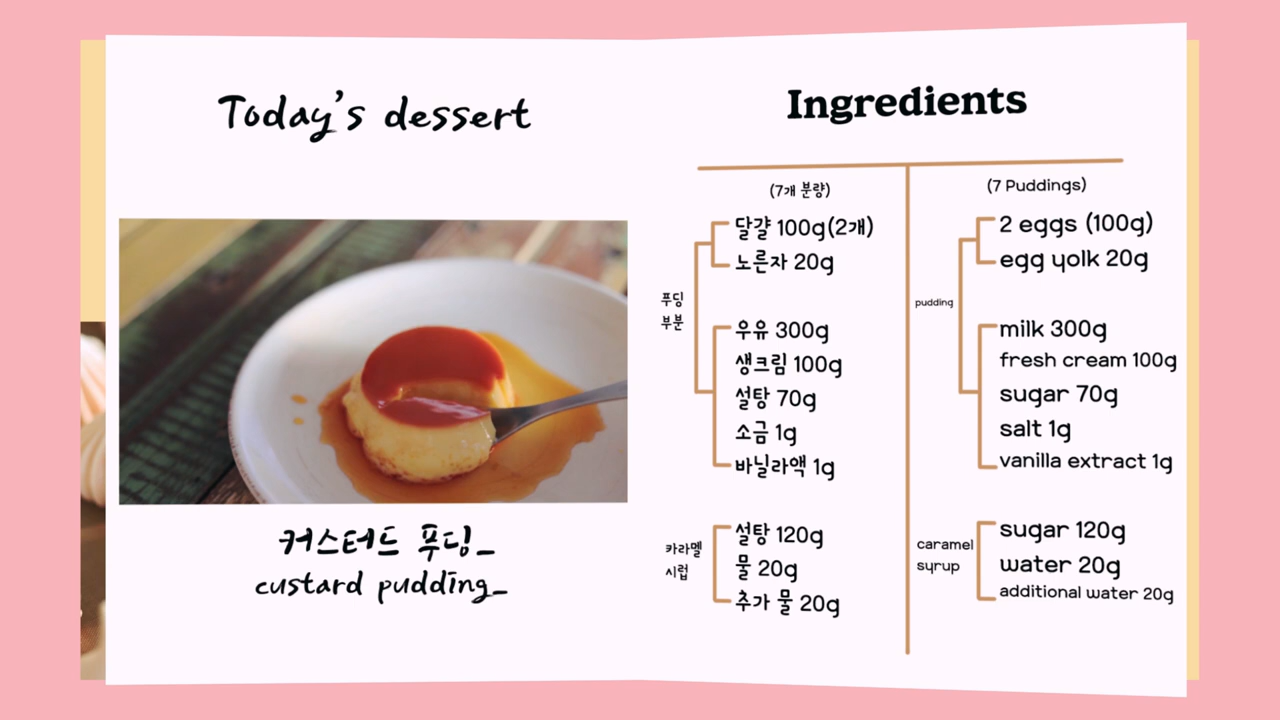 Today's dessert
커스터드 푸딩_
custard pudding_
Ingredients
(7개 분량)
푸딩
부분
달걀 100g(2개)
노른자 20g
우유 300g
생크림 100g
설탕 70g
소금 1g
바닐라액 1g
카라멜
시럽
설탕 120g
물 20g
추가 물 20g
(7 Puddings)
pudding
2 eggs (100g)
egg yolk 20g
milk 300g
fresh cream 100g
sugar 70g
salt 1g
vanilla extract 1g
caramel
syrup
sugar 120g
water 20g
additional water 20g